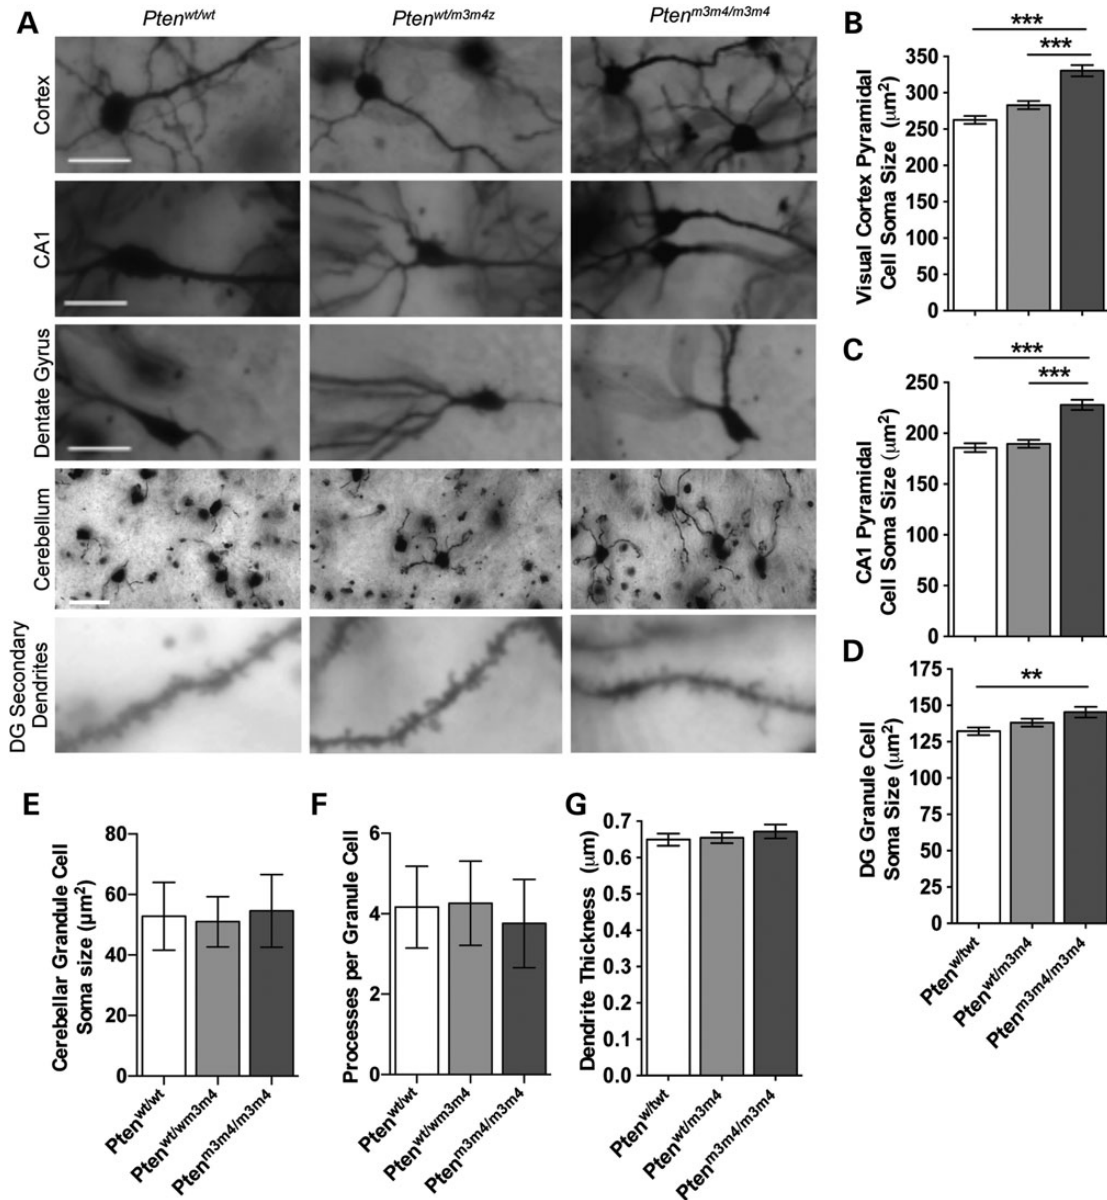 A
Pten^wt/wt
Pten^wt/m3m4z
Pten^m3m4/m3m4
Cortex
CA1
Dentate Gyrus
Cerebellum
DG Secondary
Dendrites
B
***
***
Visual Cortex Pyramidal
Cell Soma Size (μm²)
350
300
250
200
150
100
50
0
C
***
***
CA1 Pyramidal
Cell Soma Size (μm²)
250
200
150
100
50
0
D
**
DG Granule Cell
Soma Size (μm²)
175
150
125
100
75
50
25
0
Pten^w/twt
Pten^wt/m3m4
Pten^m3m4/m3m4
E
Cerebellar Grandule Cell
Soma size (μm²)
80
60
40
20
0
Pten^wt/wt
Pten^wt/wm3m4
Pten^m3m4/m3m4
F
Processes per Granule Cell
6
4
2
0
Pten^wt/wt
Pten^wt/wm3m4
Pten^m3m4/m3m4
G
Dendrite Thickness (μm)
0.7
0.6
0.5
0.4
0.3
0.2
0.1
0.0
Pten^w/twt
Pten^wt/m3m4
Pten^m3m4/m3m4